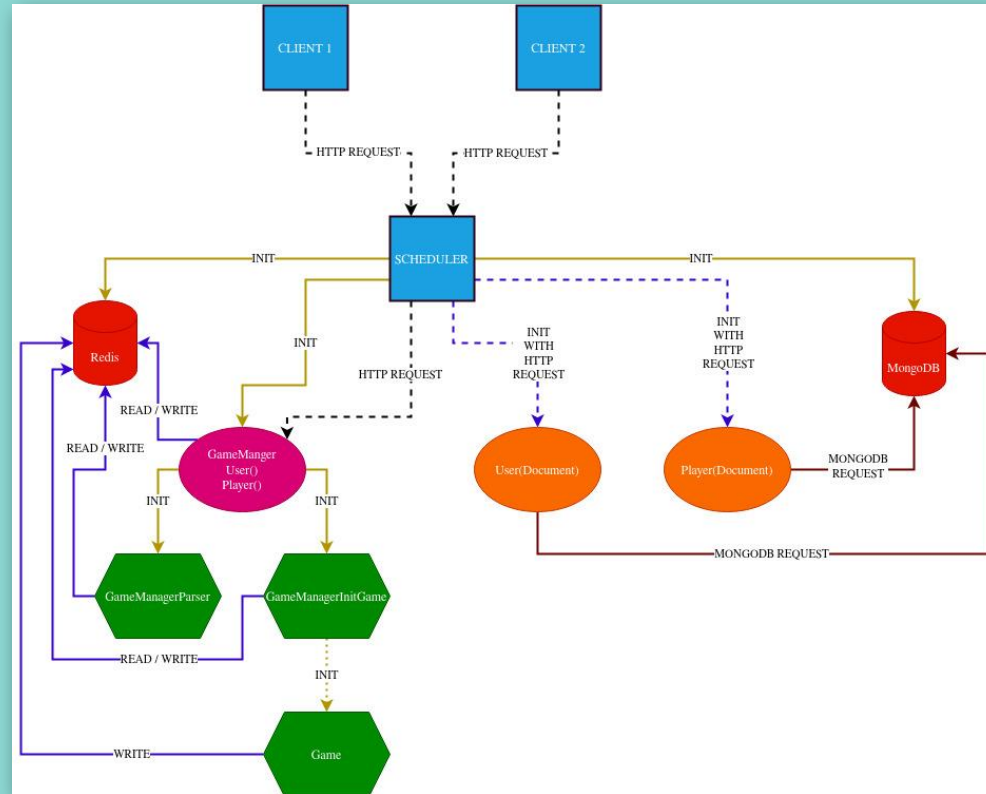 CLIENT 1
CLIENT 2
HTTP REQUEST
HTTP REQUEST
SCHEDULER
INIT
INIT
Redis
INIT
HTTP REQUEST
INIT
WITH
HTTP
REQUEST
INIT
WITH
HTTP
REQUEST
MongoDB
READ / WRITE
READ / WRITE
GameManger
User()
Player()
User(Document)
Player(Document)
MONGODB
REQUEST
INIT
INIT
MONGODB REQUEST
GameManagerParser
GameManagerInitGame
READ / WRITE
INIT
WRITE
Game